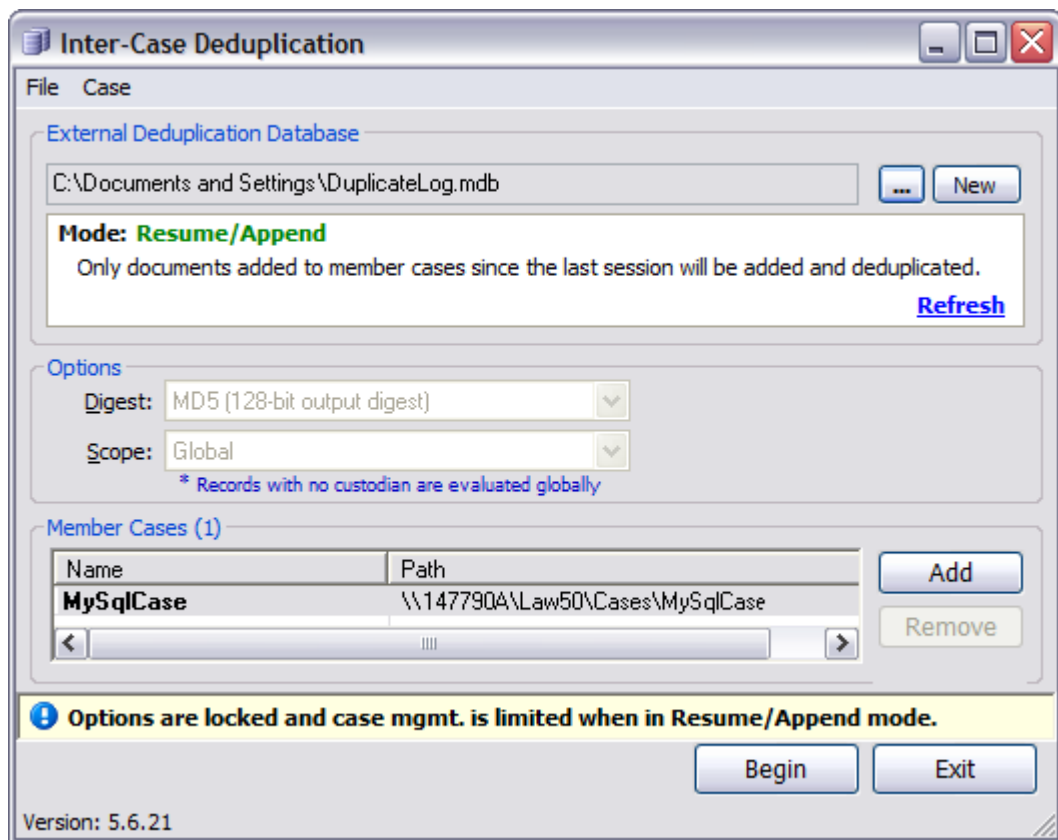 Inter-Case Deduplication
File Case
External Deduplication Database
C:\Documents and Settings\DuplicateLog.mdb
... New
Mode: Resume/Append
Only documents added to member cases since the last session will be added and deduplicated.
Refresh
Options
Digest: MD5 (128-bit output digest)
Scope: Global
* Records with no custodian are evaluated globally
Member Cases (1)
Name Path
Add
MySqlCase \\147790A\Law50\Cases\MySqlCase
Remove
Options are locked and case mgmt. is limited when in Resume/Append mode.
Begin Exit
Version: 5.6.21